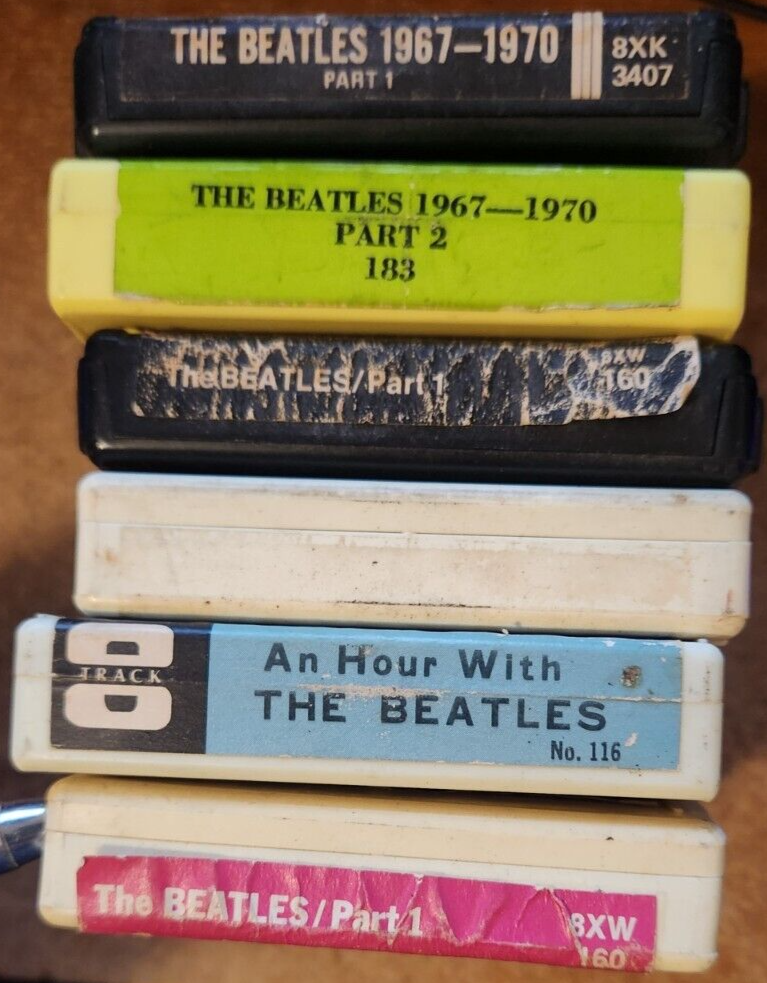 THE BEATLES 1967—1970
PART 1
8XK
3407
THE BEATLES 1967—1970
PART 2
183
The BEATLES/Part 1
8XW
160
TRACK
An Hour With
THE BEATLES
No. 116
The BEATLES/Part 1
8XW
160